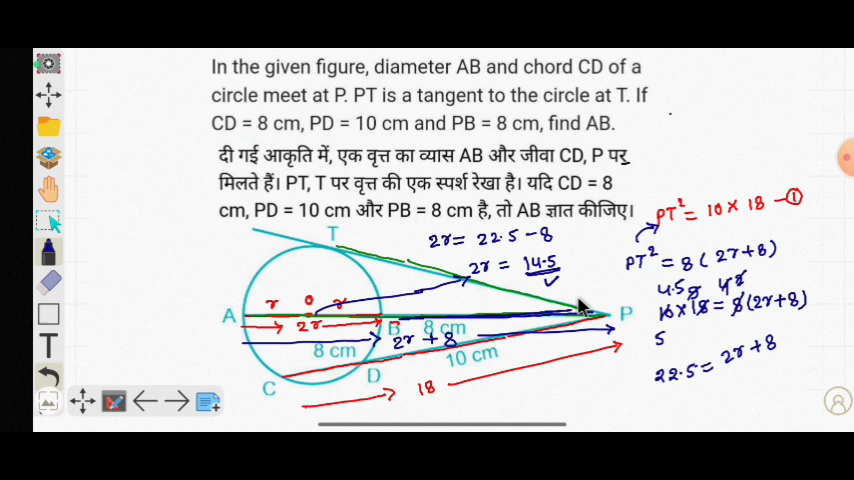 In the given figure, diameter AB and chord CD of a
circle meet at P. PT is a tangent to the circle at T. If
CD = 8 cm, PD = 10 cm and PB = 8 cm, find AB.
दी गई आकृति में, एक वृत्त का व्यास AB और जीवा CD, P पर
मिलते हैं। PT, T पर वृत्त की एक स्पर्श रेखा है। यदि CD = 8
cm, PD = 10 cm और PB = 8 cm है, तो AB ज्ञात कीजिए।
PT² = 10 × 18 — ①
T
2r = 22.5 - 8
PT² = 8 ( 2r + 8 )
2r = 14.5
4.5 9
10 × 18 = 8 (2r + 8)
r O r
A 2r B 8 cm P
8 cm 2r + 8
5
22.5 = 2r + 8
D 10 cm
C 18
T